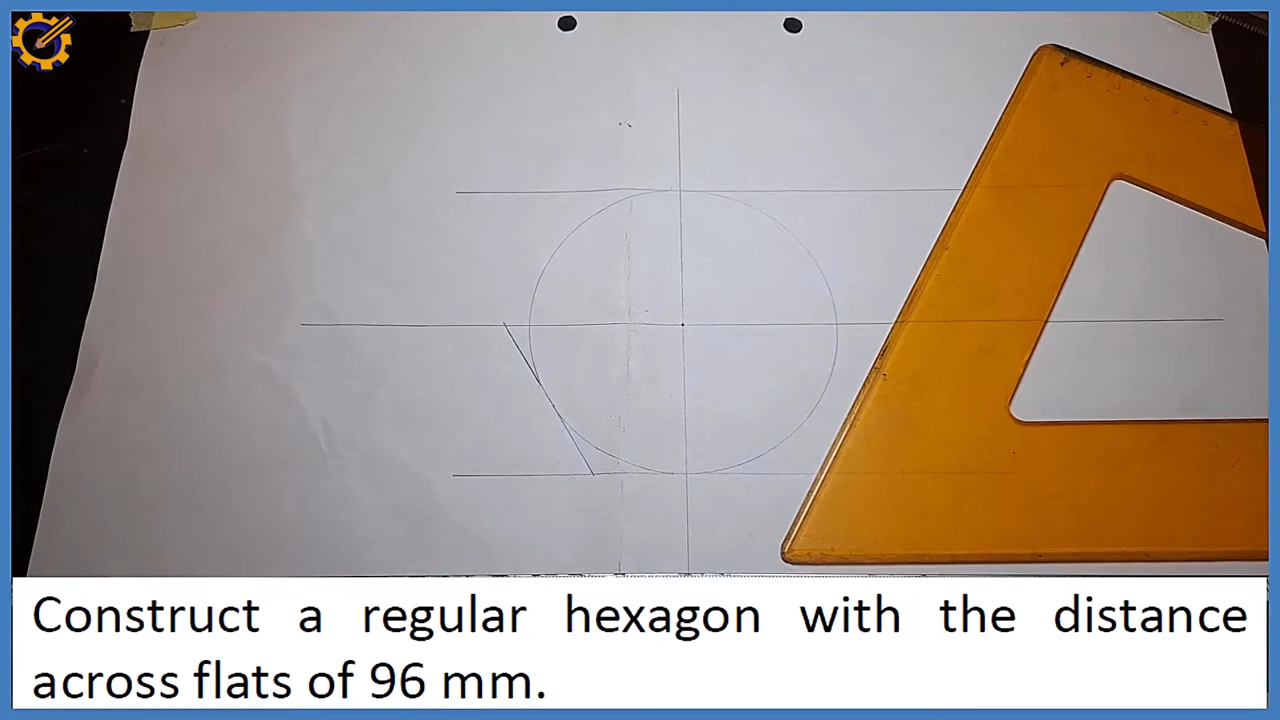 Construct a regular hexagon with the distance
across flats of 96 mm.